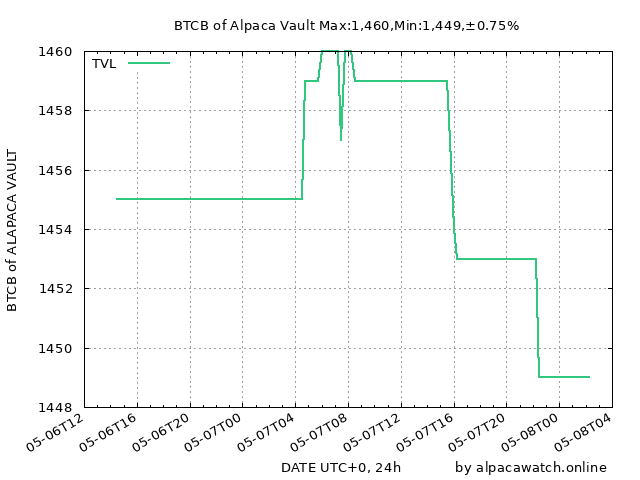 BTCB of Alpaca Vault Max:1,460,Min:1,449,±0.75%
TVL
1460
1458
1456
1454
1452
1450
1448
BTCB of ALAPACA VAULT
05-06T12
05-06T16
05-06T20
05-07T00
05-07T04
05-07T08
05-07T12
05-07T16
05-07T20
05-08T00
05-08T04
DATE UTC+0, 24h
by alpacawatch.online